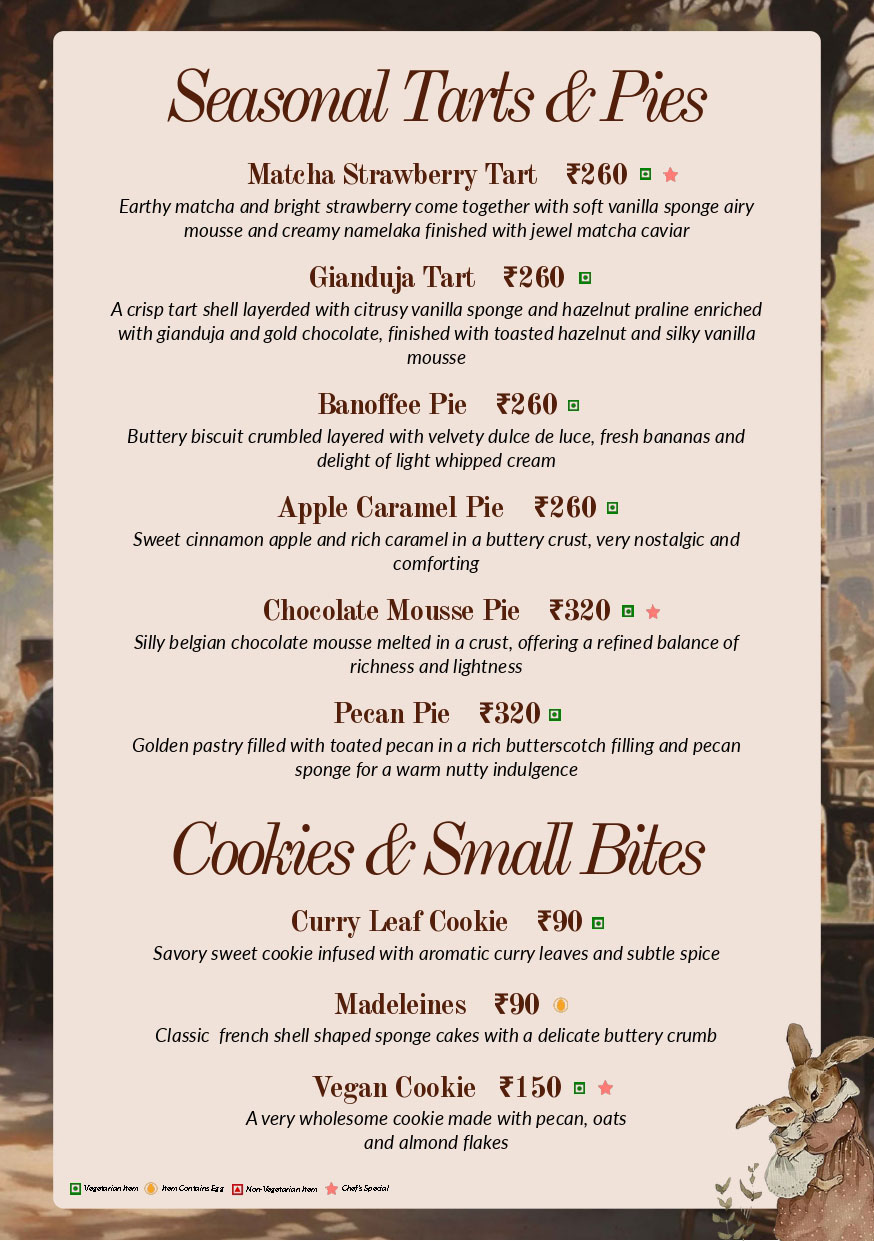 Seasonal Tarts & Pies
Matcha Strawberry Tart ₹260
Earthy matcha and bright strawberry come together with soft vanilla sponge airy
mousse and creamy namelaka finished with jewel matcha caviar
Gianduja Tart ₹260
A crisp tart shell layerded with citrusy vanilla sponge and hazelnut praline enriched
with gianduja and gold chocolate, finished with toasted hazelnut and silky vanilla
mousse
Banoffee Pie ₹260
Buttery biscuit crumbled layered with velvety dulce de luce, fresh bananas and
delight of light whipped cream
Apple Caramel Pie ₹260
Sweet cinnamon apple and rich caramel in a buttery crust, very nostalgic and
comforting
Chocolate Mousse Pie ₹320
Silly belgian chocolate mousse melted in a crust, offering a refined balance of
richness and lightness
Pecan Pie ₹320
Golden pastry filled with toated pecan in a rich butterscotch filling and pecan
sponge for a warm nutty indulgence
Cookies & Small Bites
Curry Leaf Cookie ₹90
Savory sweet cookie infused with aromatic curry leaves and subtle spice
Madeleines ₹90
Classic french shell shaped sponge cakes with a delicate buttery crumb
Vegan Cookie ₹150
A very wholesome cookie made with pecan, oats
and almond flakes
Vegetarian Item Item Contains Egg Non-Vegetarian Item Chef's Special